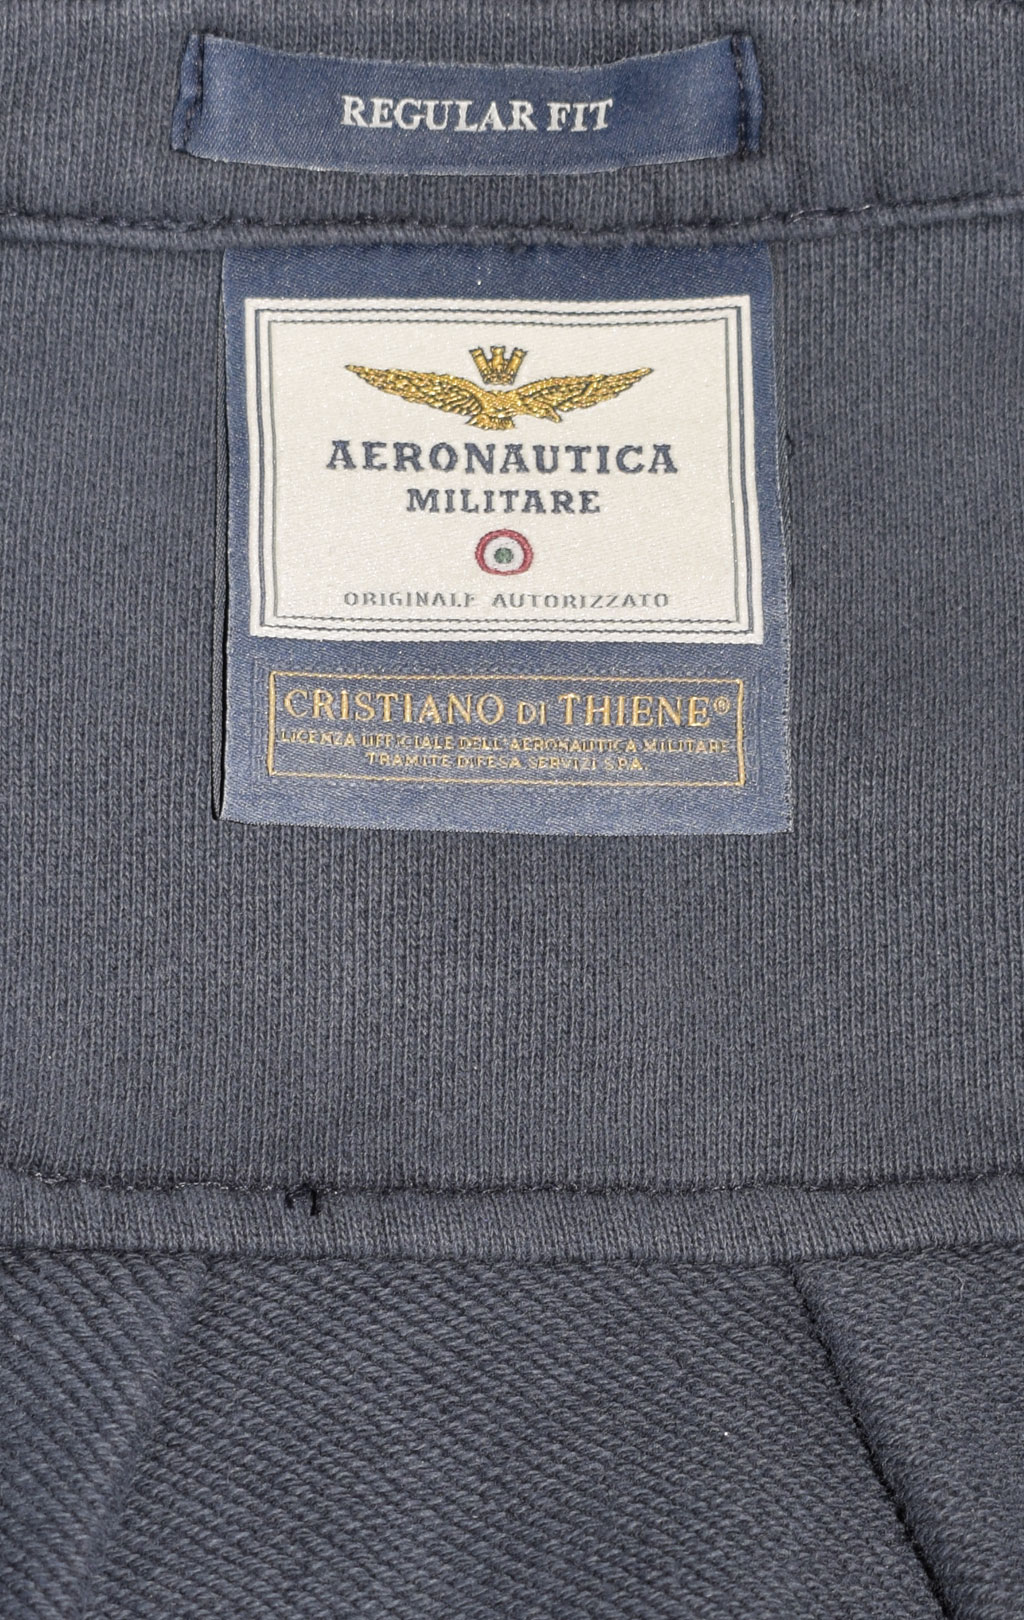 REGULAR FIT
AERONAUTICA
MILITARE
ORIGINALE AUTORIZZATO
CRISTIANO DI THIENE®
LICENZA UFFICIALE DELL'AERONAUTICA MILITARE
TRAMITE DIFESA SERVIZI S.P.A.